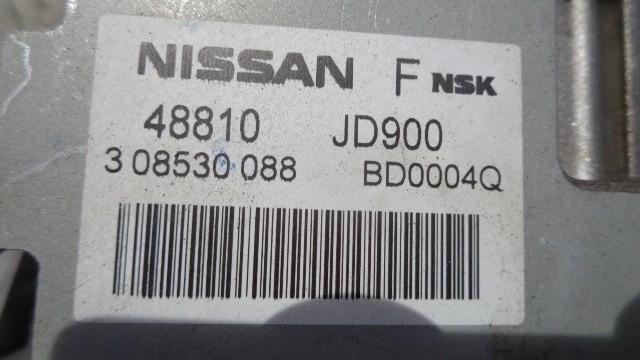 NISSAN F NSK
48810 JD900
3 08530 088 BD0004Q